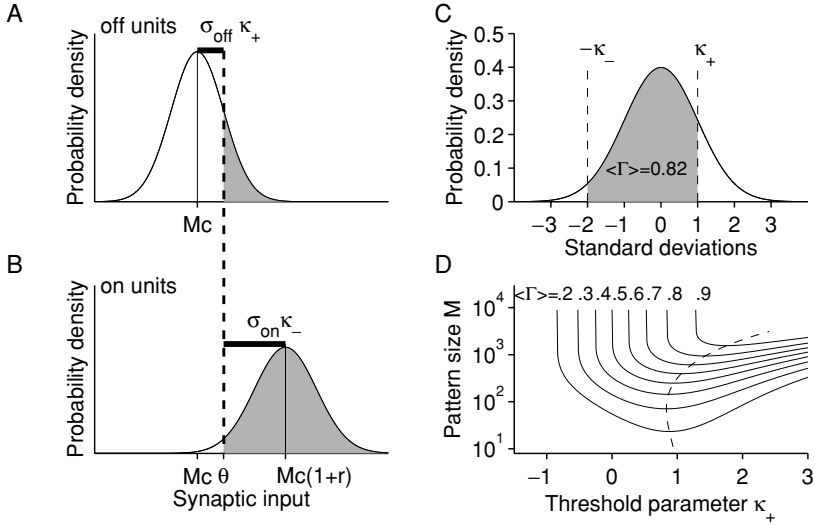 A
off units
σoff κ+
Probability density
Mc
B
on units
σonκ−
Probability density
Mc θ Mc(1+r)
Synaptic input
C
−κ− κ+
0.5
0.4
0.3
0.2
0.1
0
Probability density
<Γ>=0.82
−3 −2 −1 0 1 2 3
Standard deviations
D
<Γ>=.2 .3 .4 .5 .6 .7 .8 .9
10^4
10^3
10^2
10^1
Pattern size M
−1 0 1 2 3
Threshold parameter κ+